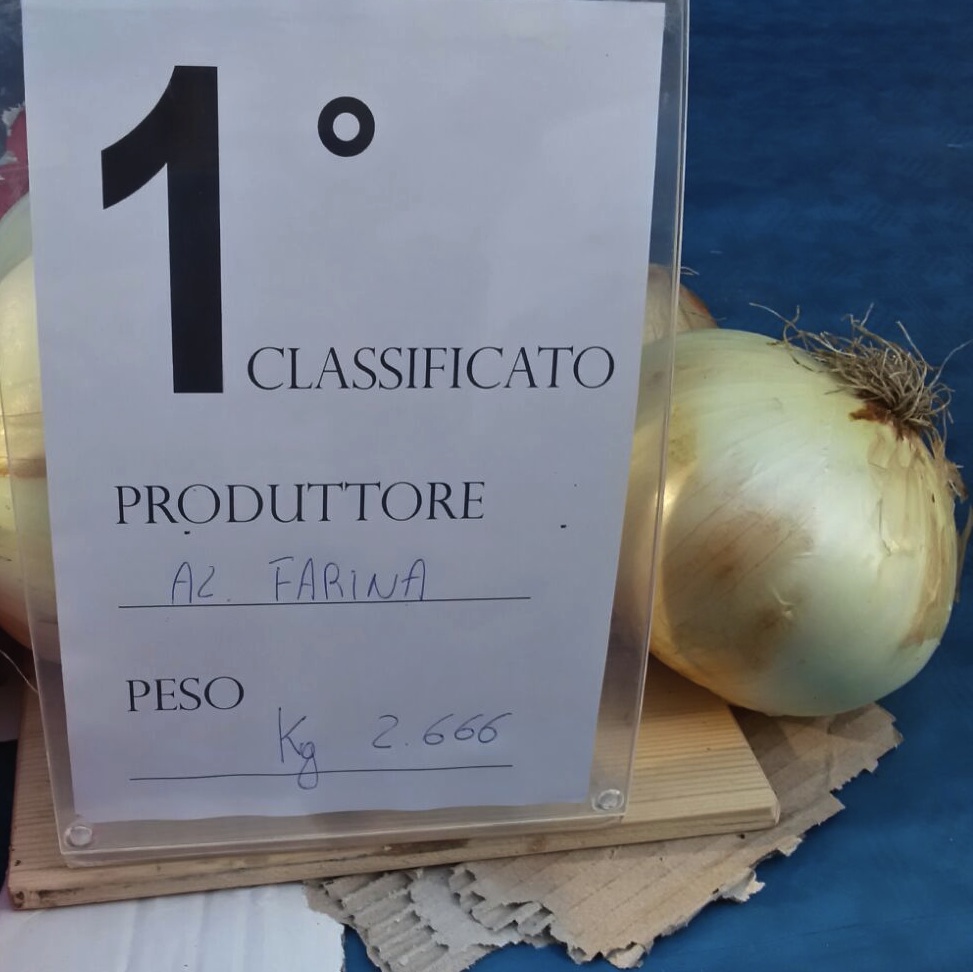 1°
CLASSIFICATO
PRODUTTORE
AZ. FARINA
PESO
Kg 2.666